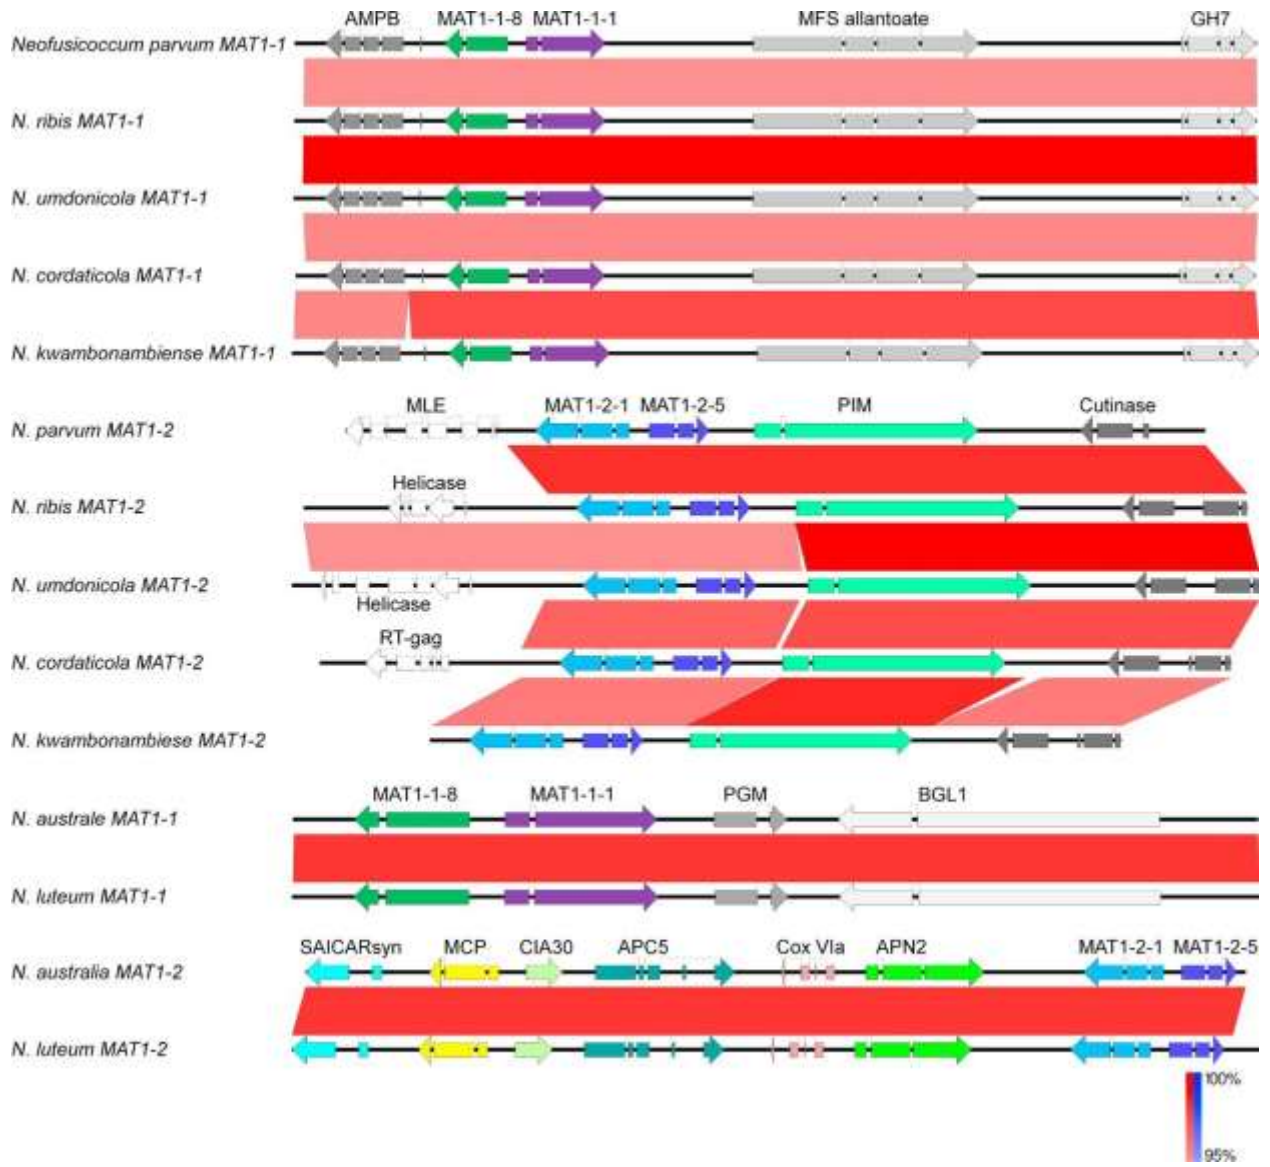 AMPB MAT1-1-8 MAT1-1-1 MFS allantoate GH7
Neofusicoccum parvum MAT1-1
N. ribis MAT1-1
N. umdonicola MAT1-1
N. cordaticola MAT1-1
N. kwambonambiense MAT1-1
MLE MAT1-2-1 MAT1-2-5 PIM Cutinase
N. parvum MAT1-2
Helicase
N. ribis MAT1-2
N. umdonicola MAT1-2
Helicase
RT-gag
N. cordaticola MAT1-2
N. kwambonambiese MAT1-2
MAT1-1-8 MAT1-1-1 PGM BGL1
N. australe MAT1-1
N. luteum MAT1-1
SAICARsyn MCP CIA30 APC5 Cox VIa APN2 MAT1-2-1 MAT1-2-5
N. australia MAT1-2
N. luteum MAT1-2
100%
95%